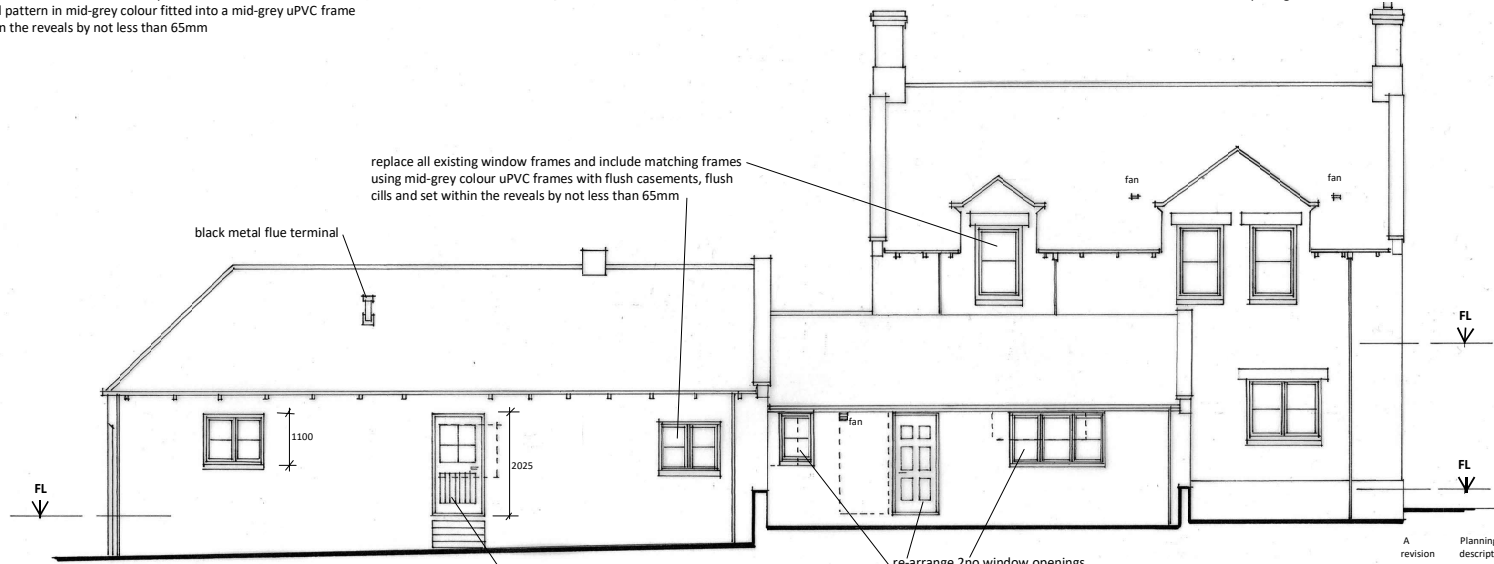 pattern in mid-grey colour fitted into a mid-grey uPVC frame
the reveals by not less than 65mm
replace all existing window frames and include matching frames
using mid-grey colour uPVC frames with flush casements, flush
cills and set within the reveals by not less than 65mm
fan
fan
black metal flue terminal
FL
1100
fan
2025
FL
FL
re-arrange 2no window openings
A
revision